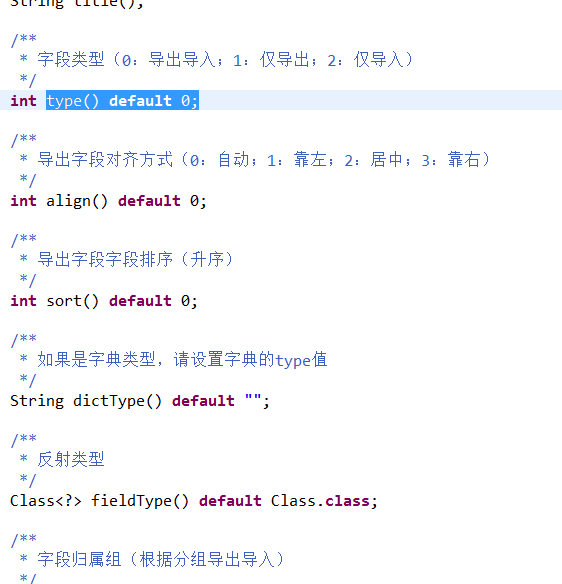 String title();
/**
* 字段类型（0：导出导入；1：仅导出；2：仅导入）
*/
int type() default 0;
/**
* 导出字段对齐方式（0：自动；1：靠左；2：居中；3：靠右）
*/
int align() default 0;
/**
* 导出字段字段排序（升序）
*/
int sort() default 0;
/**
* 如果是字典类型，请设置字典的type值
*/
String dictType() default "";
/**
* 反射类型
*/
Class<?> fieldType() default Class.class;
/**
* 字段归属组（根据分组导出导入）
*/